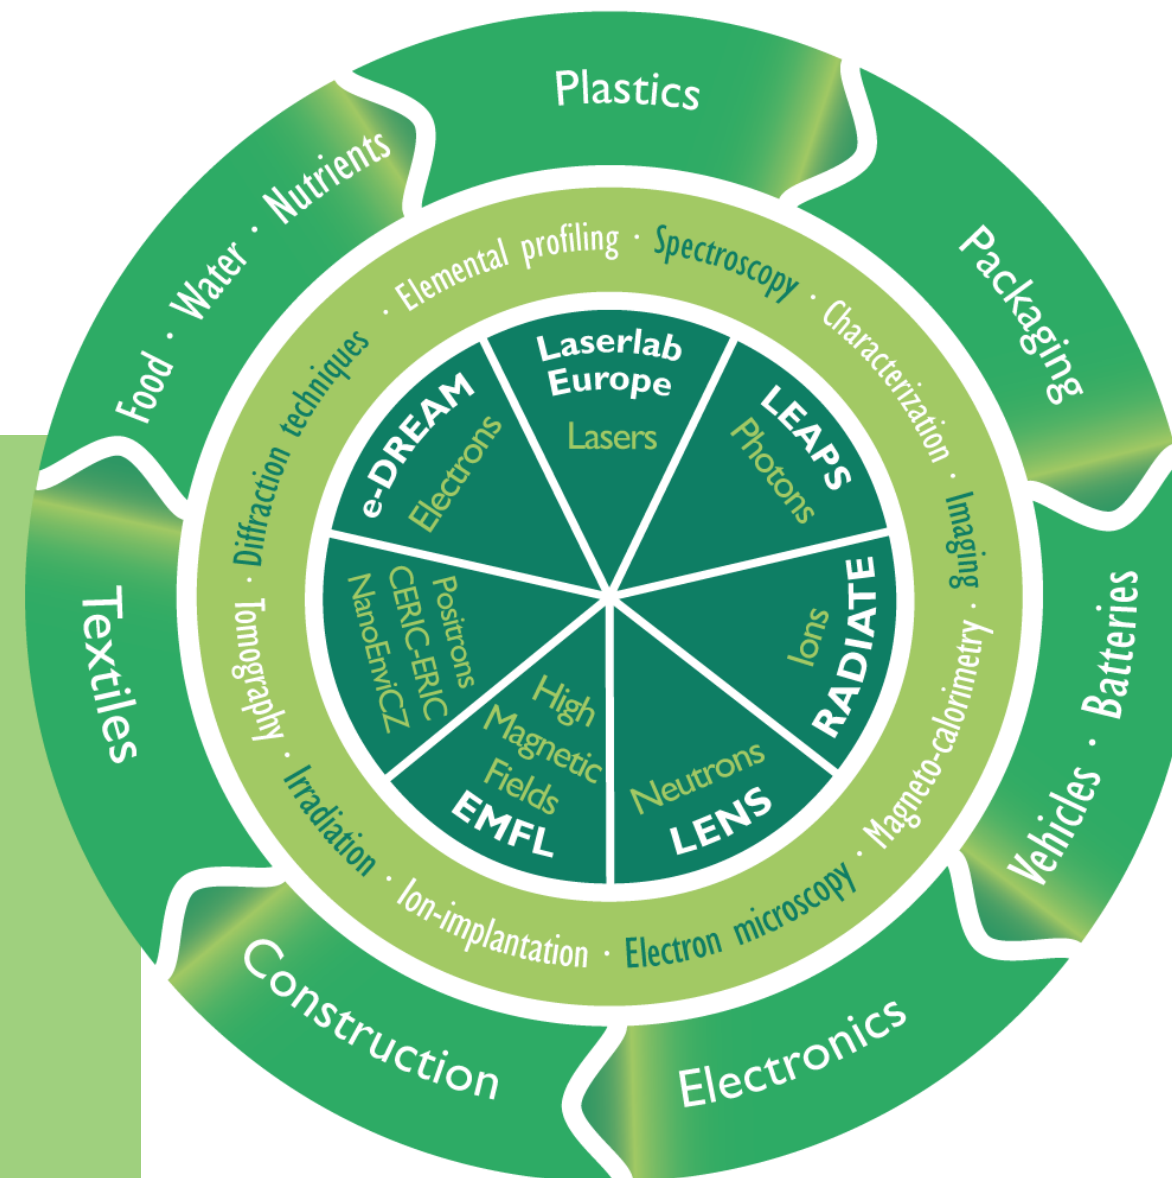 Plastics
Packaging
Vehicles · Batteries
Electronics
Construction
Textiles
Food · Water · Nutrients
Elemental profiling · Spectroscopy · Characterization · Imaging · Magneto-calorimetry · Electron microscopy · Ion-implantation · Irradiation · Tomography · Diffraction techniques ·
Laserlab
Europe
Lasers
LEAPS
Photons
RADIATE
Ions
Neutrons
LENS
High
Magnetic
Fields
EMFL
Positrons
CERIC-ERIC
NanoEnviCZ
e-DREAM
Electrons